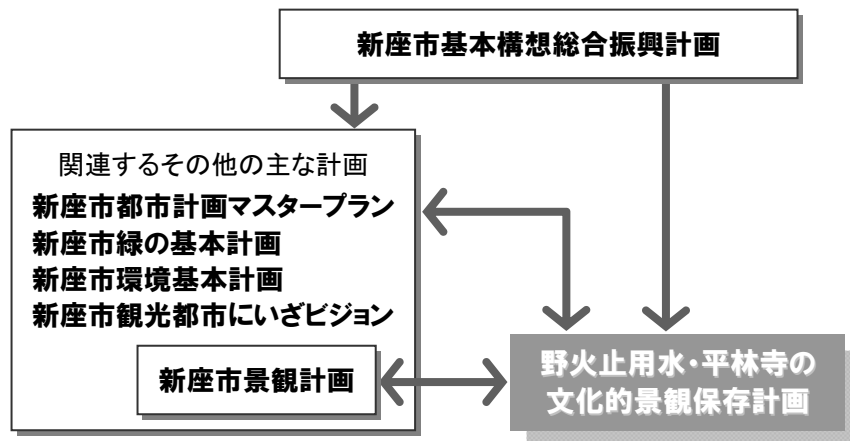 新座市基本構想総合振興計画
関連するその他の主な計画
新座市都市計画マスタープラン
新座市緑の基本計画
新座市環境基本計画
新座市観光都市にいざビジョン
新座市景観計画
野火止用水・平林寺の
文化的景観保存計画